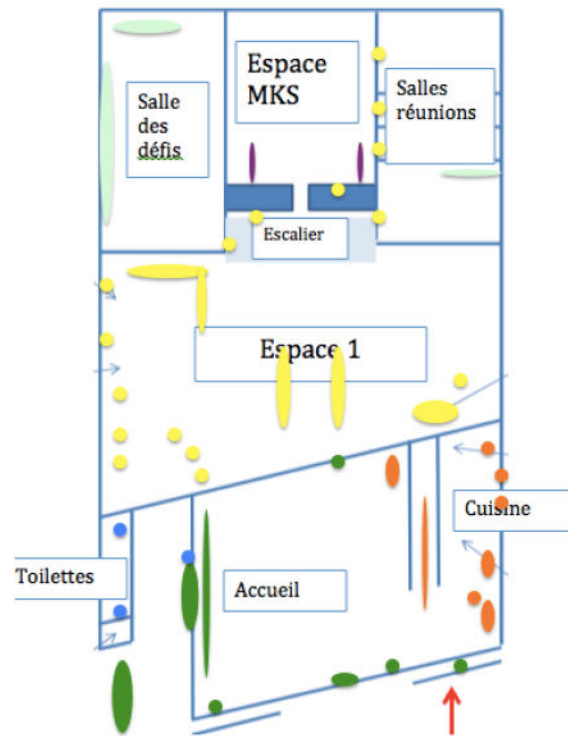 Espace
MKS
Salle
des
défis
Salles
réunions
Escalier
Espace 1
Cuisine
Toilettes
Accueil